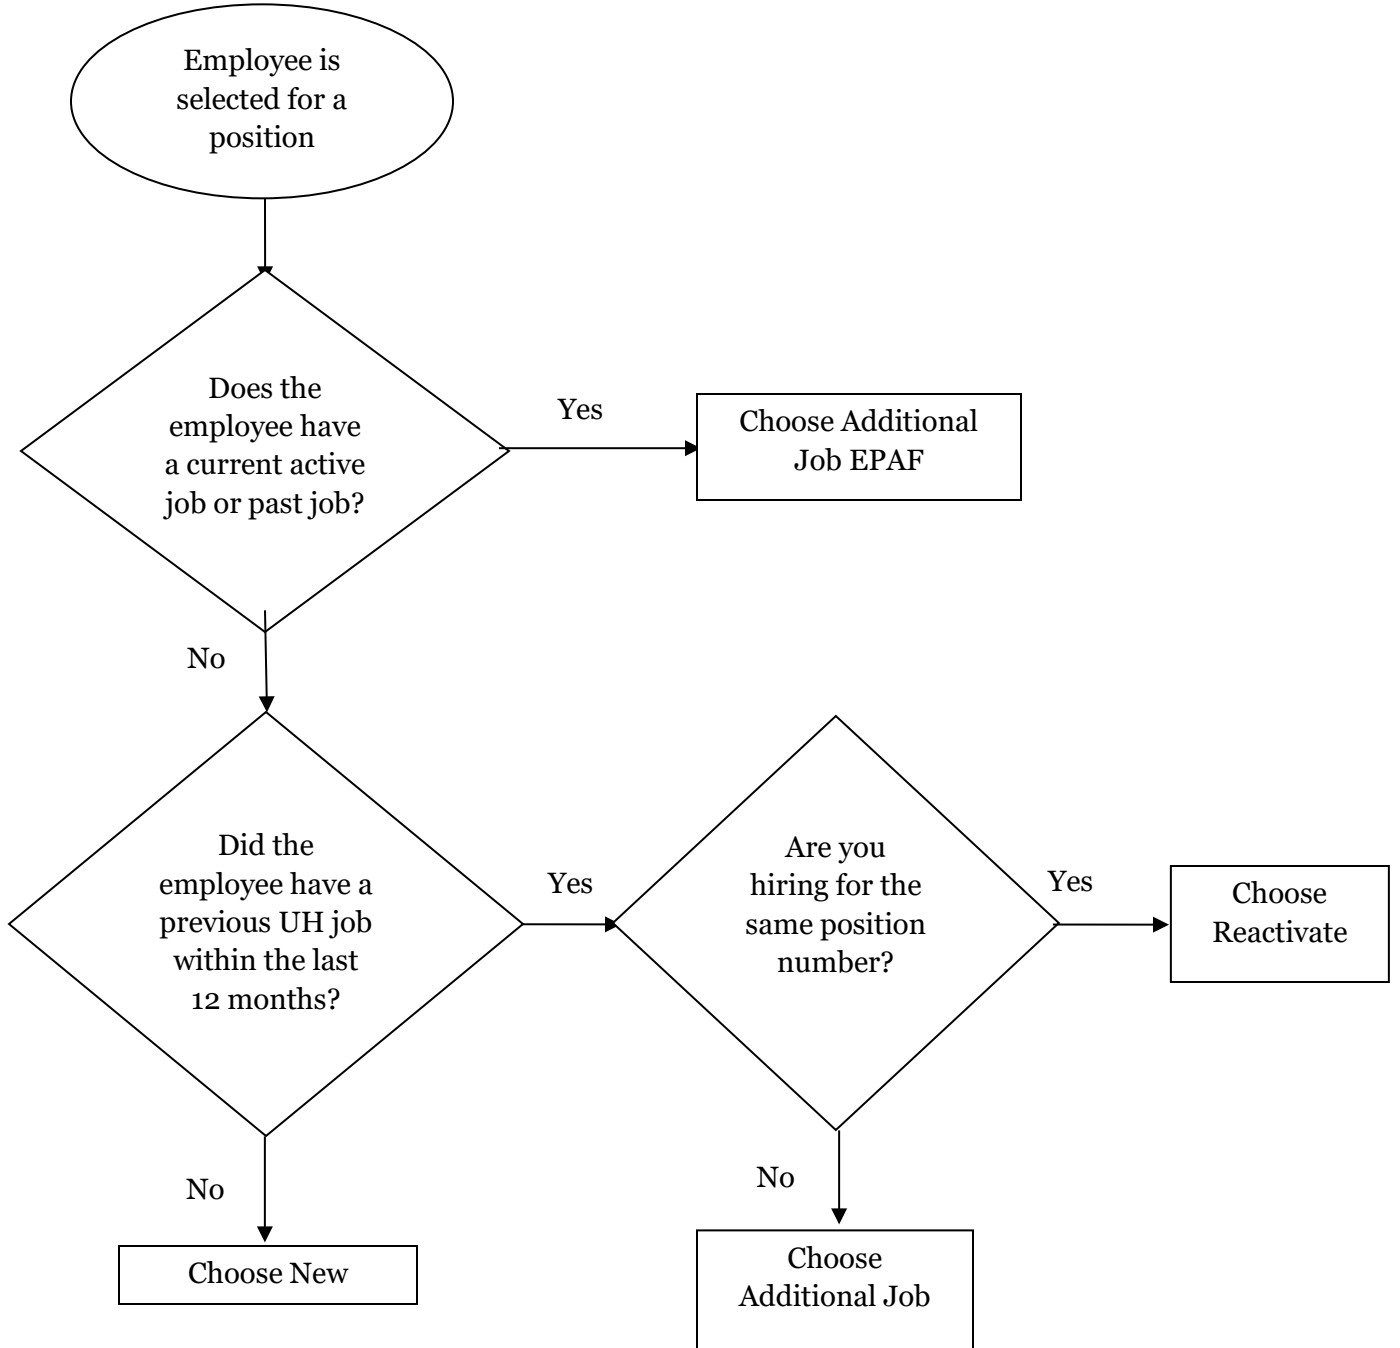 Employee is
selected for a
position
Does the
employee have
a current active
job or past job?
Yes
Choose Additional
Job EPAF
No
Did the
employee have a
previous UH job
within the last
12 months?
Yes
Are you
hiring for the
same position
number?
Yes
Choose
Reactivate
No
Choose New
No
Choose
Additional Job